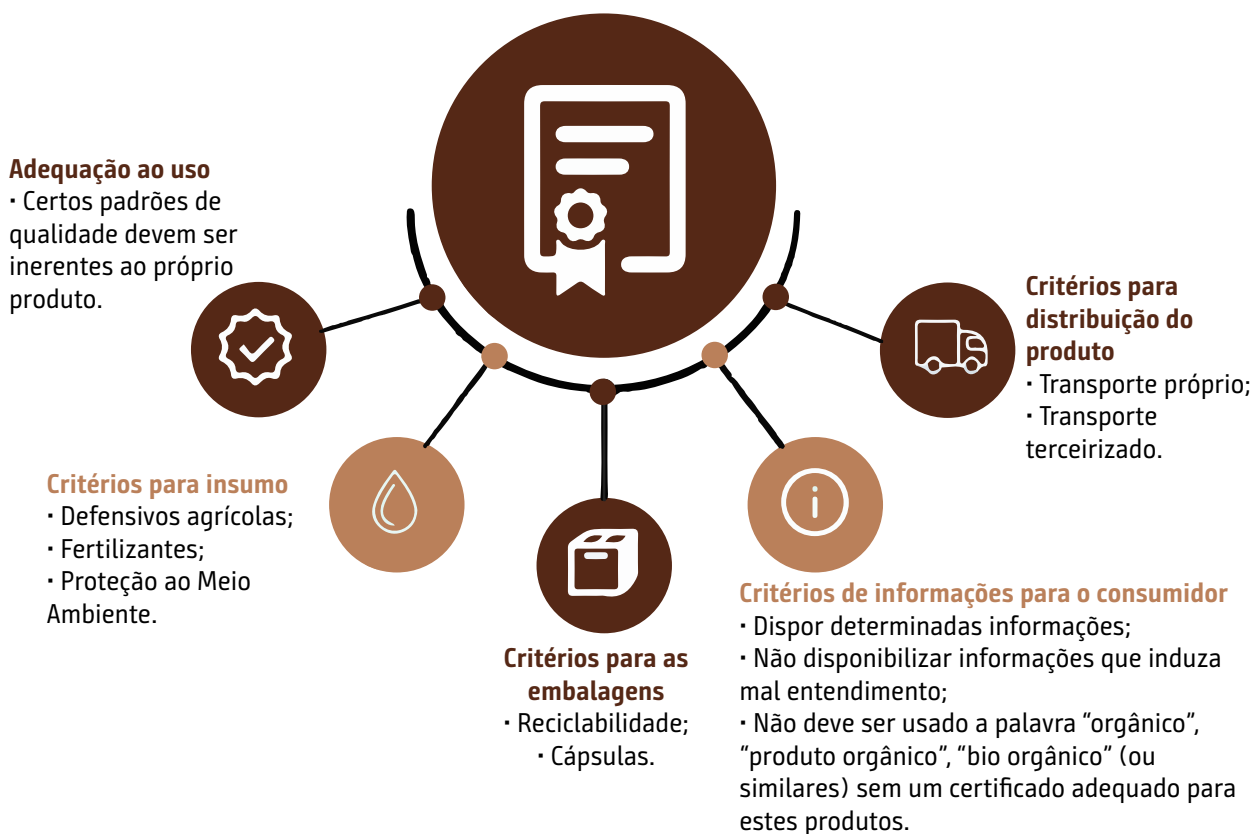 Adequação ao uso
· Certos padrões de
qualidade devem ser
inerentes ao próprio
produto.
Critérios para insumo
· Defensivos agrícolas;
· Fertilizantes;
· Proteção ao Meio
Ambiente.
Critérios para as
embalagens
· Reciclabilidade;
· Cápsulas.
Critérios de informações para o consumidor
· Dispor determinadas informações;
· Não disponibilizar informações que induza
mal entendimento;
· Não deve ser usado a palavra “orgânico”,
“produto orgânico”, “bio orgânico” (ou
similares) sem um certificado adequado para
estes produtos.
Critérios para
distribuição do
produto
· Transporte próprio;
· Transporte
terceirizado.